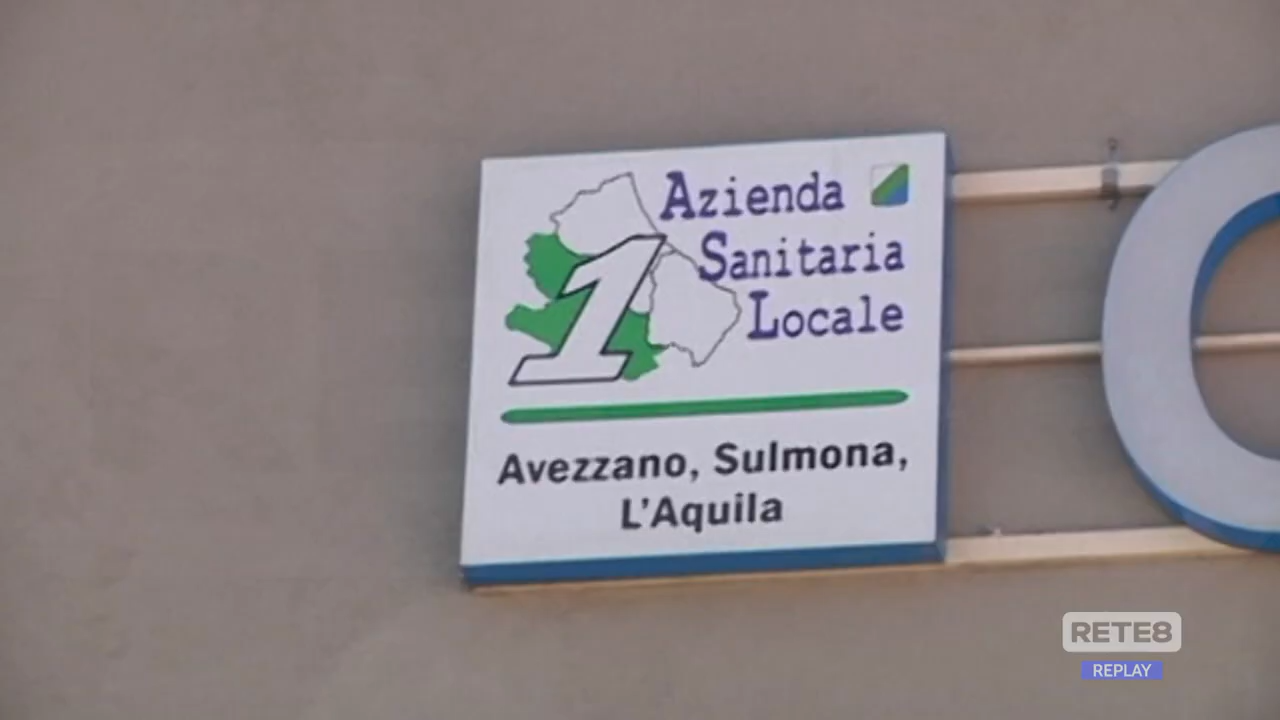 Azienda
Sanitaria
Locale
1
Avezzano, Sulmona,
L'Aquila
RETE8
REPLAY